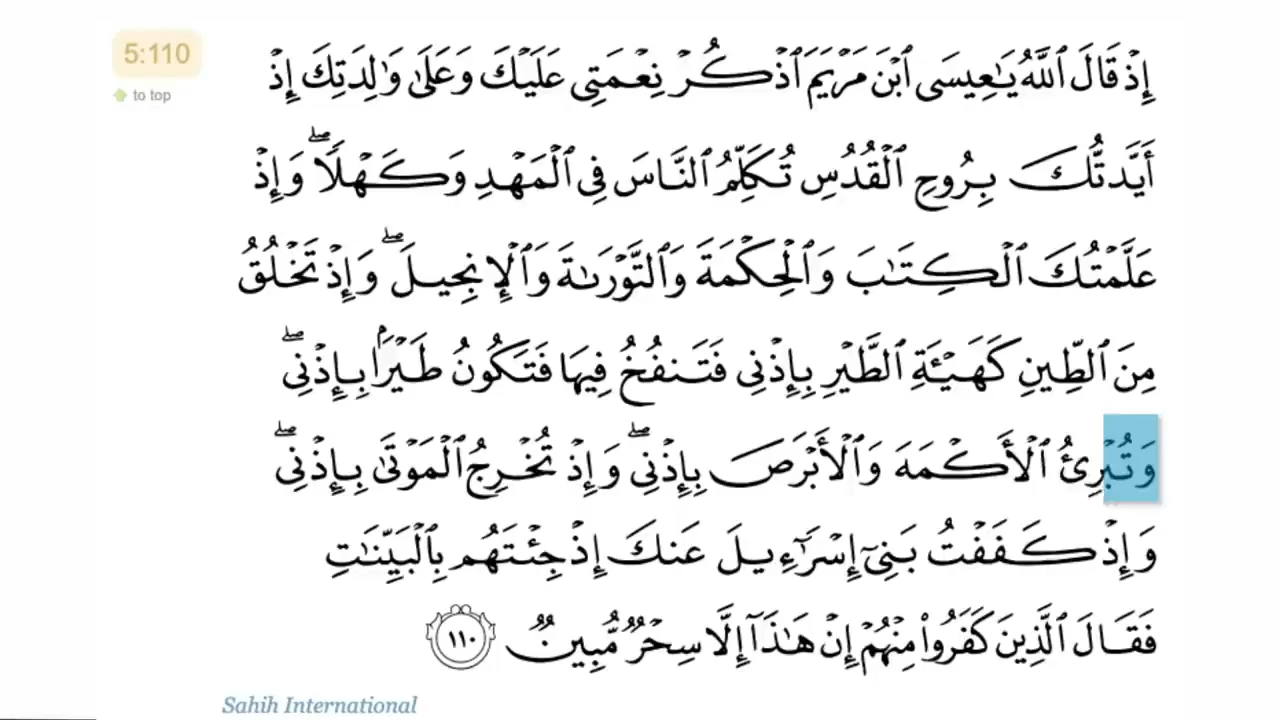 5:110
to top
إِذْ قَالَ ٱللَّهُ يَـٰعِيسَى ٱبْنَ مَرْيَمَ ٱذْكُرْ نِعْمَتِى عَلَيْكَ وَعَلَىٰ وَٰلِدَتِكَ إِذْ
أَيَّدتُّكَ بِرُوحِ ٱلْقُدُسِ تُكَلِّمُ ٱلنَّاسَ فِى ٱلْمَهْدِ وَكَهْلًا ۖ وَإِذْ
عَلَّمْتُكَ ٱلْكِتَـٰبَ وَٱلْحِكْمَةَ وَٱلتَّوْرَىٰةَ وَٱلْإِنجِيلَ ۖ وَإِذْ تَخْلُقُ
مِنَ ٱلطِّينِ كَهَيْـَٔةِ ٱلطَّيْرِ بِإِذْنِى فَتَنفُخُ فِيهَا فَتَكُونُ طَيْرًۢا بِإِذْنِى ۖ
وَتُبْرِئُ ٱلْأَكْمَهَ وَٱلْأَبْرَصَ بِإِذْنِى ۖ وَإِذْ تُخْرِجُ ٱلْمَوْتَىٰ بِإِذْنِى ۖ
وَإِذْ كَفَفْتُ بَنِىٓ إِسْرَٰٓءِيلَ عَنكَ إِذْ جِئْتَهُم بِٱلْبَيِّنَـٰتِ
فَقَالَ ٱلَّذِينَ كَفَرُوا۟ مِنْهُمْ إِنْ هَـٰذَآ إِلَّا سِحْرٌ مُّبِينٌ ١١٠
Sahih International